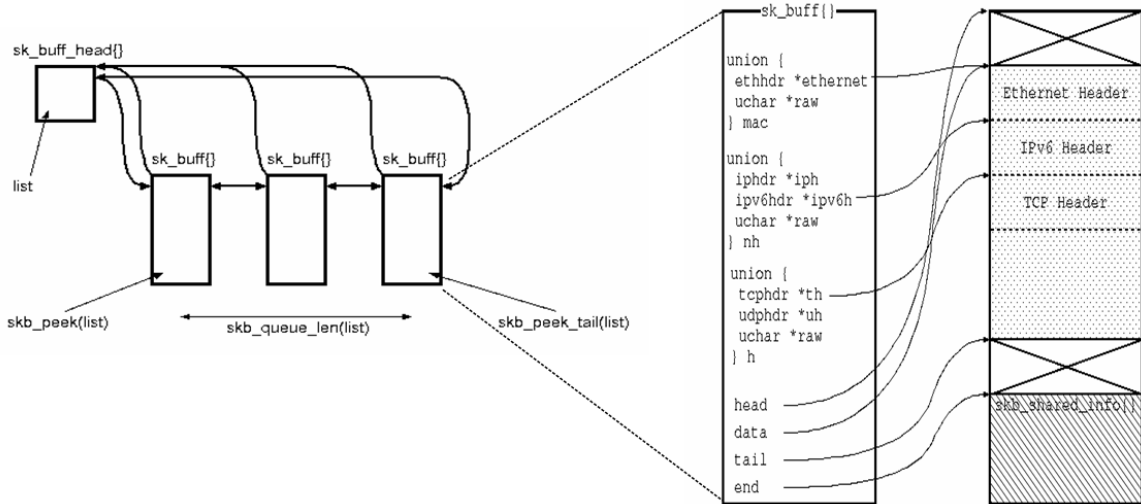 sk_buff_head{}
list
sk_buff{}
sk_buff{}
sk_buff{}
skb_peek(list)
skb_queue_len(list)
skb_peek_tail(list)
sk_buff{}
union {
ethhdr *ethernet
uchar *raw
} mac
union {
iphdr *iph
ipv6hdr *ipv6h
uchar *raw
} nh
union {
tcphdr *th
udphdr *uh
uchar *raw
} h
head
data
tail
end
Ethernet Header
IPv6 Header
TCP Header
skb_shared_info{}